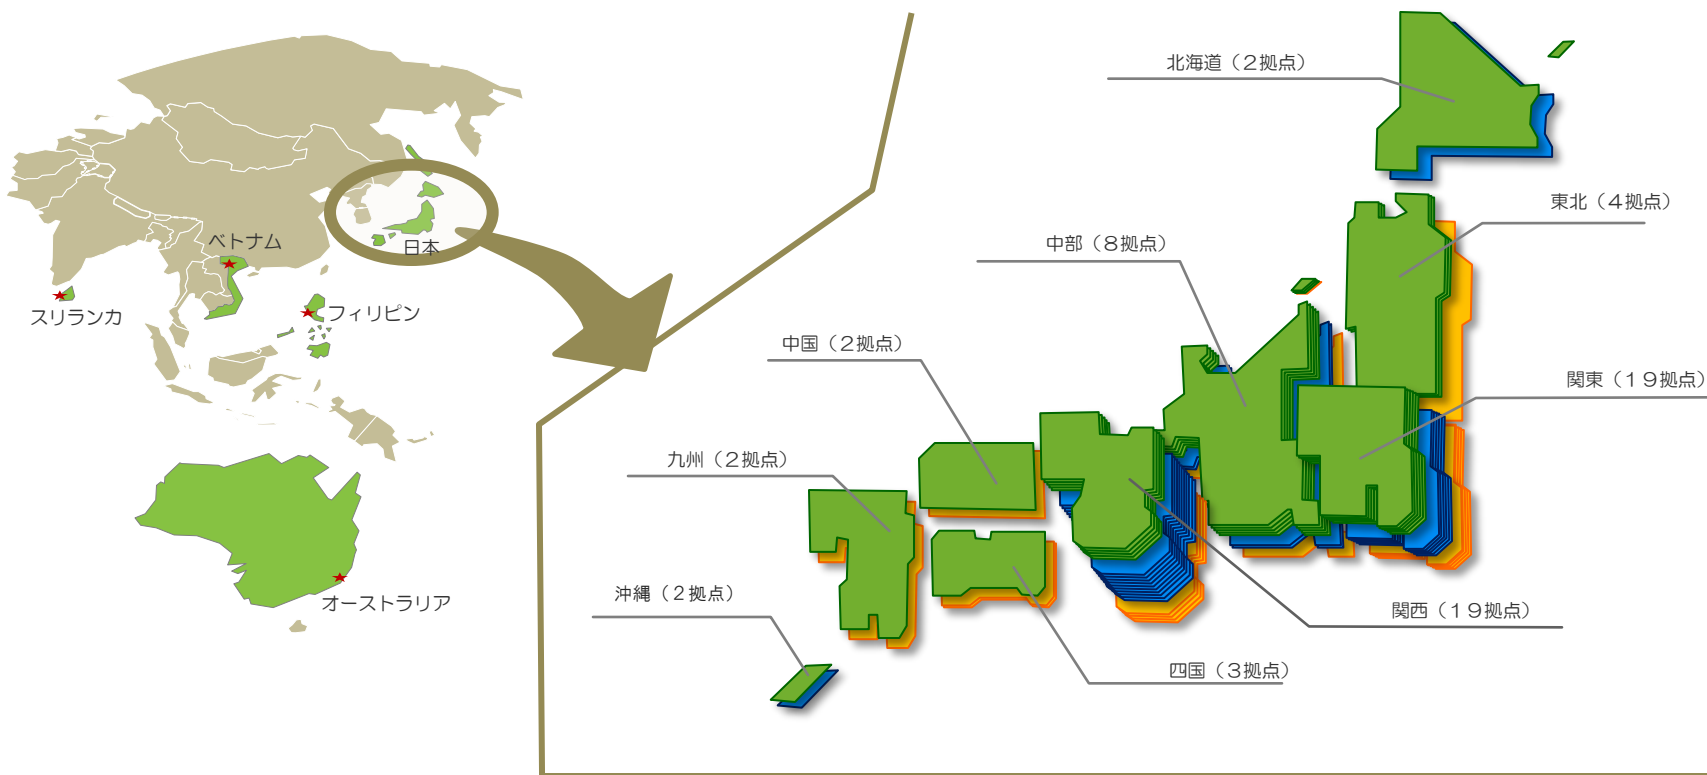 ベトナム
日本
スリランカ
フィリピン
オーストラリア
北海道（２拠点）
東北（４拠点）
中部（８拠点）
中国（２拠点）
関東（１９拠点）
九州（２拠点）
沖縄（２拠点）
関西（１９拠点）
四国（３拠点）